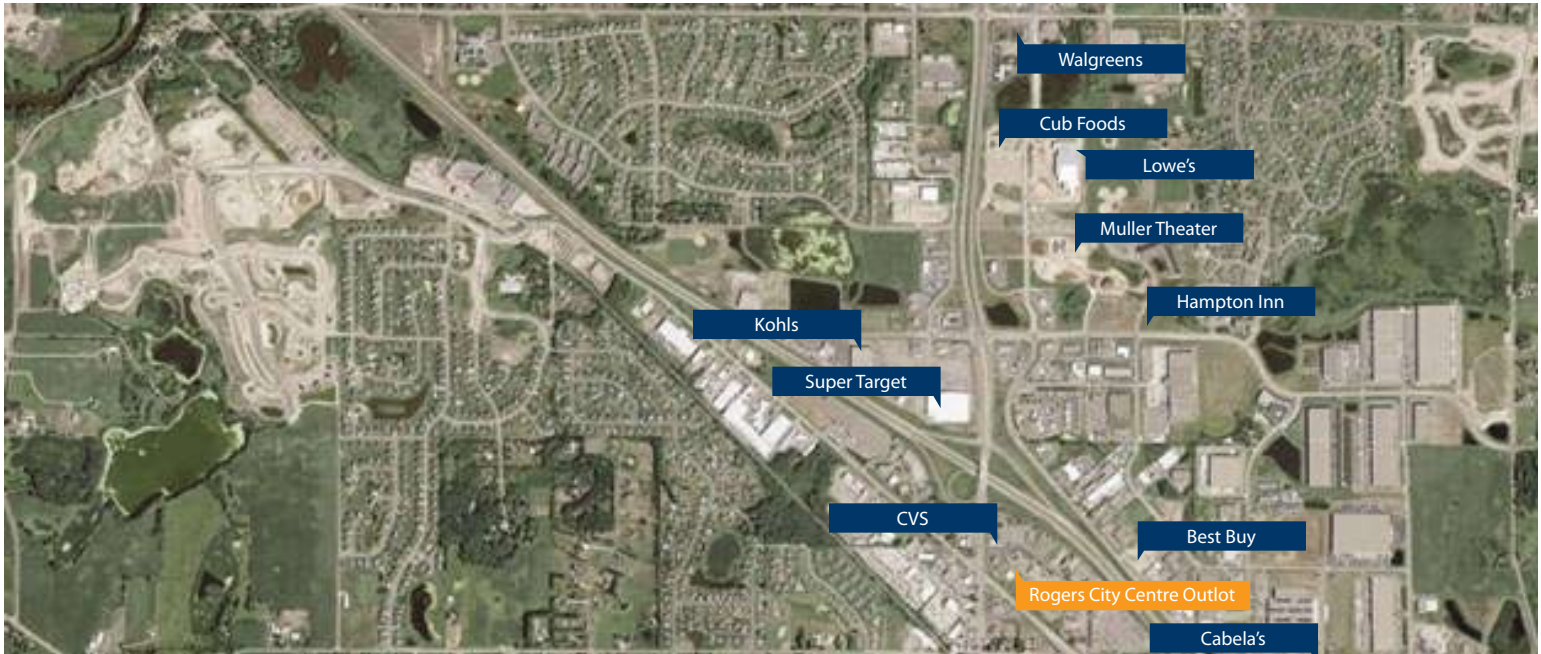 Walgreens
Cub Foods
Lowe's
Muller Theater
Hampton Inn
Kohls
Super Target
CVS
Best Buy
Rogers City Centre Outlot
Cabela's